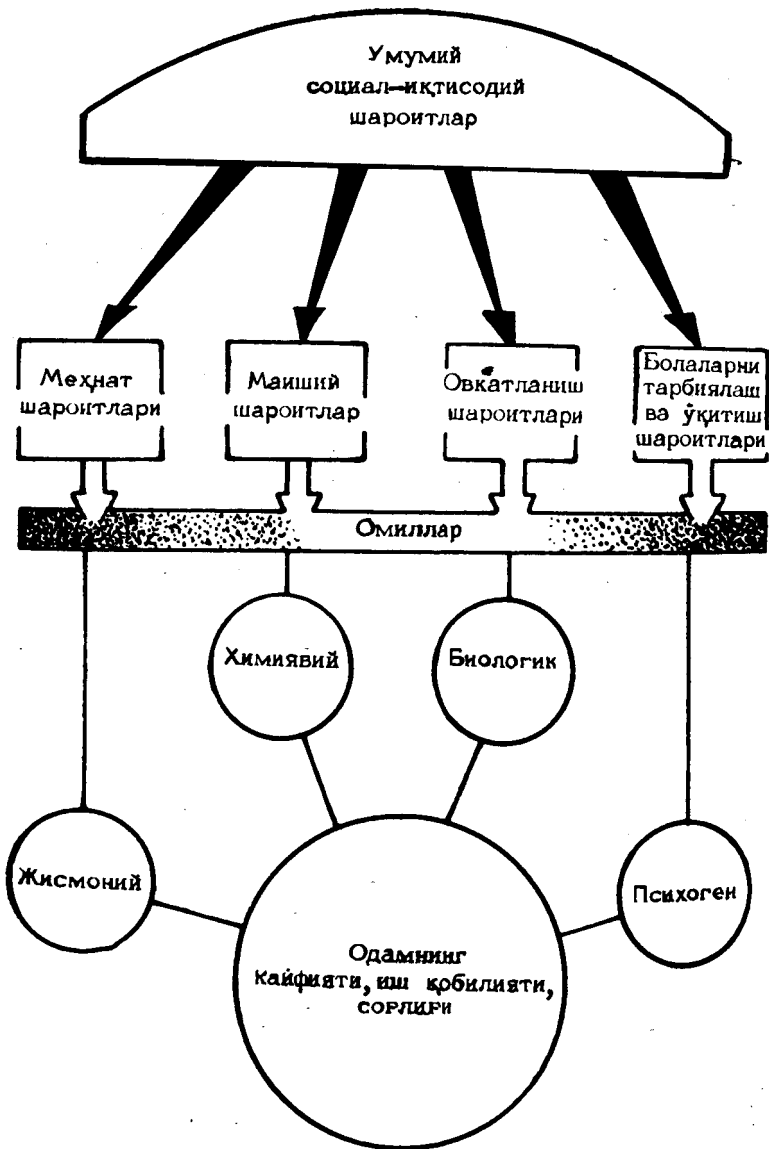 Умумий
социал-иқтисодий
шароитлар
Меҳнат
шароитлари
Маиший
шароитлар
Овкатланиш
шароитлари
Болаларни
тарбиялаш
ва ўқитиш
шароитлари
Омиллар
Химиявий
Биологик
Жисмоний
Психоген
Одамнинг
кайфияти, иш қобилияти,
соғлиғи